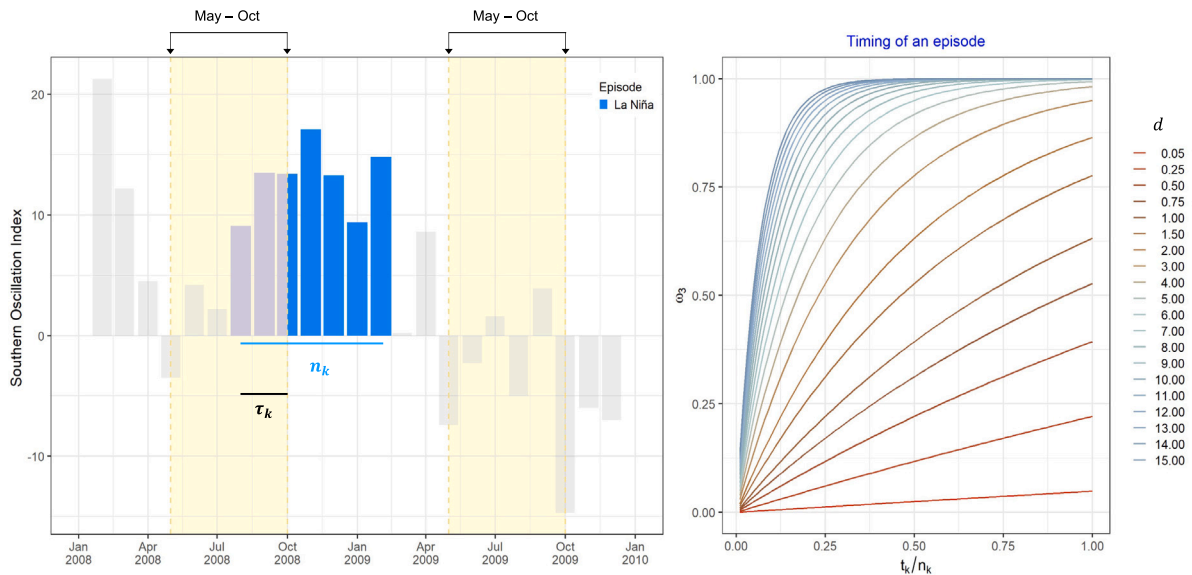 May – Oct
May – Oct
Southern Oscillation Index
20
10
0
-10
Episode
La Niña
n_k
τ_k
Jan 2008
Apr 2008
Jul 2008
Oct 2008
Jan 2009
Apr 2009
Jul 2009
Oct 2009
Jan 2010
Timing of an episode
ω_3
1.00
0.75
0.50
0.25
0.00
0.00
0.25
0.50
0.75
1.00
t_k/n_k
d
0.05
0.25
0.50
0.75
1.00
1.50
2.00
3.00
4.00
5.00
6.00
7.00
8.00
9.00
10.00
11.00
12.00
13.00
14.00
15.00